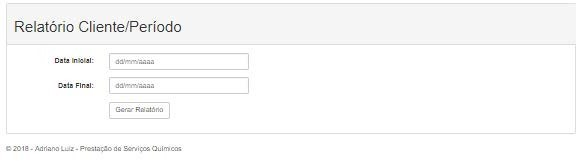 Relatório Cliente/Período
Data Inicial: dd/mm/aaaa
Data Final: dd/mm/aaaa
Gerar Relatório
© 2018 - Adriano Luiz - Prestação de Serviços Químicos